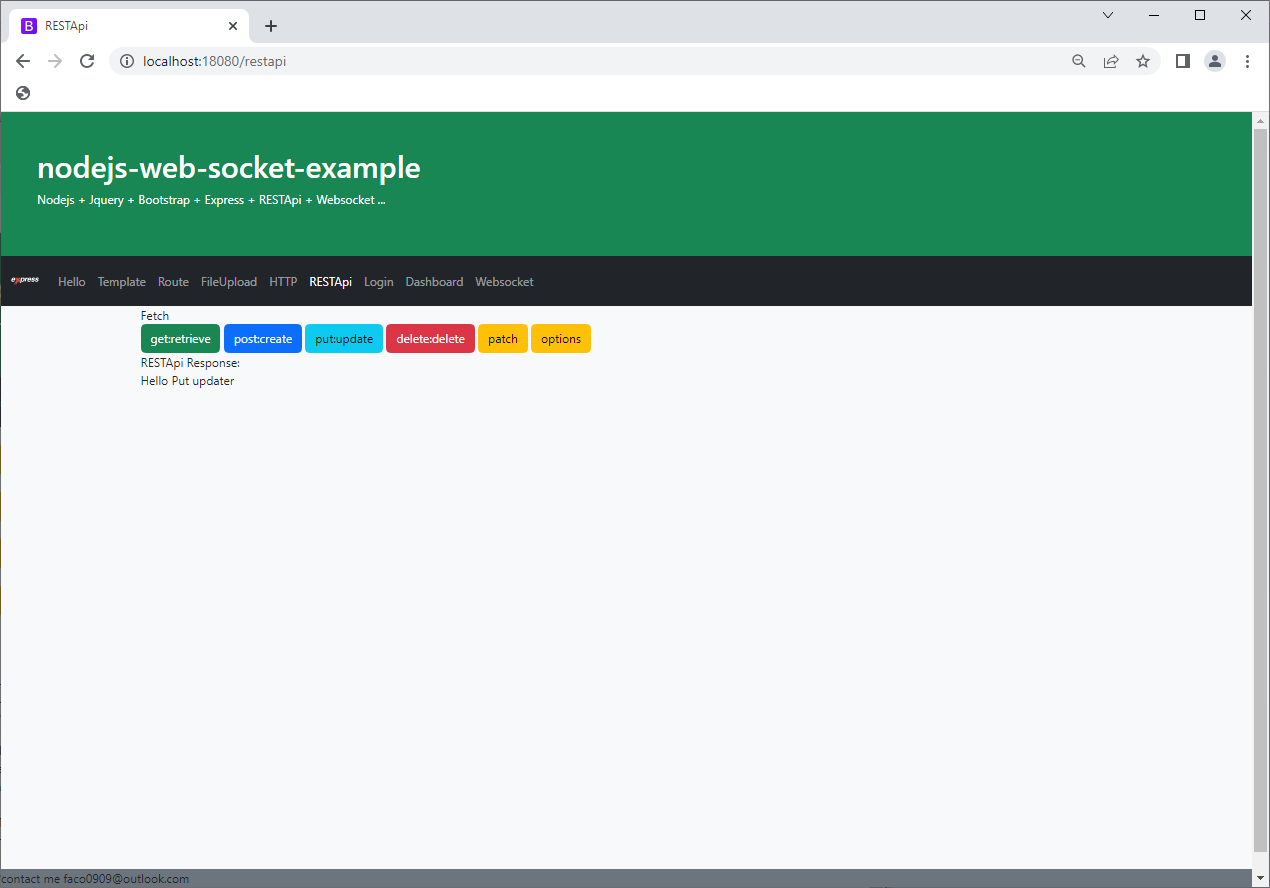 RESTApi
localhost:18080/restapi
nodejs-web-socket-example
Nodejs + Jquery + Bootstrap + Express + RESTApi + Websocket ...
express Hello Template Route FileUpload HTTP RESTApi Login Dashboard Websocket
Fetch
get:retrieve post:create put:update delete:delete patch options
RESTApi Response:
Hello Put updater
contact me faco0909@outlook.com